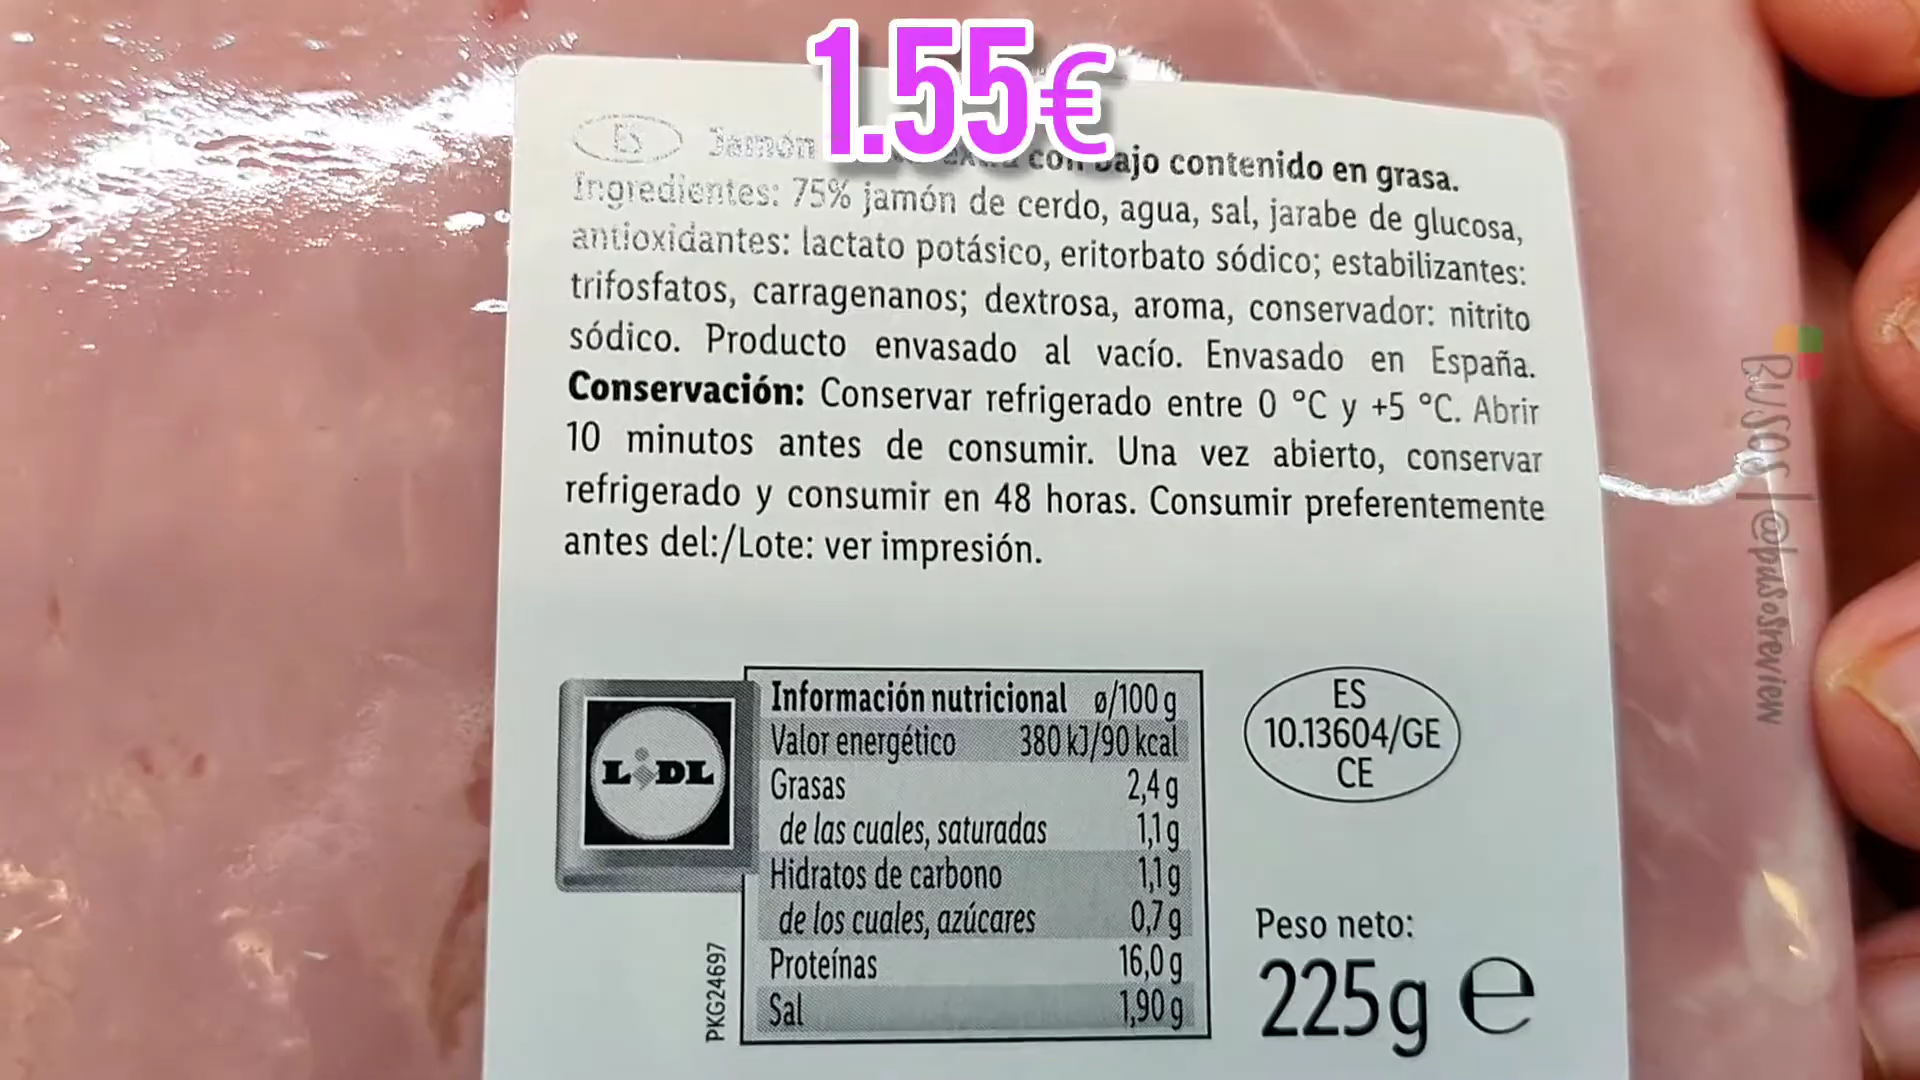 1.55€
ES Jamón con bajo contenido en grasa.
Ingredientes: 75% jamón de cerdo, agua, sal, jarabe de glucosa,
antioxidantes: lactato potásico, eritorbato sódico; estabilizantes:
trifosfatos, carragenanos; dextrosa, aroma, conservador: nitrito
sódico. Producto envasado al vacío. Envasado en España.
Conservación: Conservar refrigerado entre 0 °C y +5 °C. Abrir
10 minutos antes de consumir. Una vez abierto, conservar
refrigerado y consumir en 48 horas. Consumir preferentemente
antes del:/Lote: ver impresión.
LIDL
Información nutricional ø/100 g
Valor energético 380 kJ/90 kcal
Grasas 2,4 g
de las cuales, saturadas 1,1 g
Hidratos de carbono 1,1 g
de los cuales, azúcares 0,7 g
Proteínas 16,0 g
Sal 1,90 g
PKG24697
ES
10.13604/GE
CE
Peso neto:
225g e
BUSOS | @busosreview